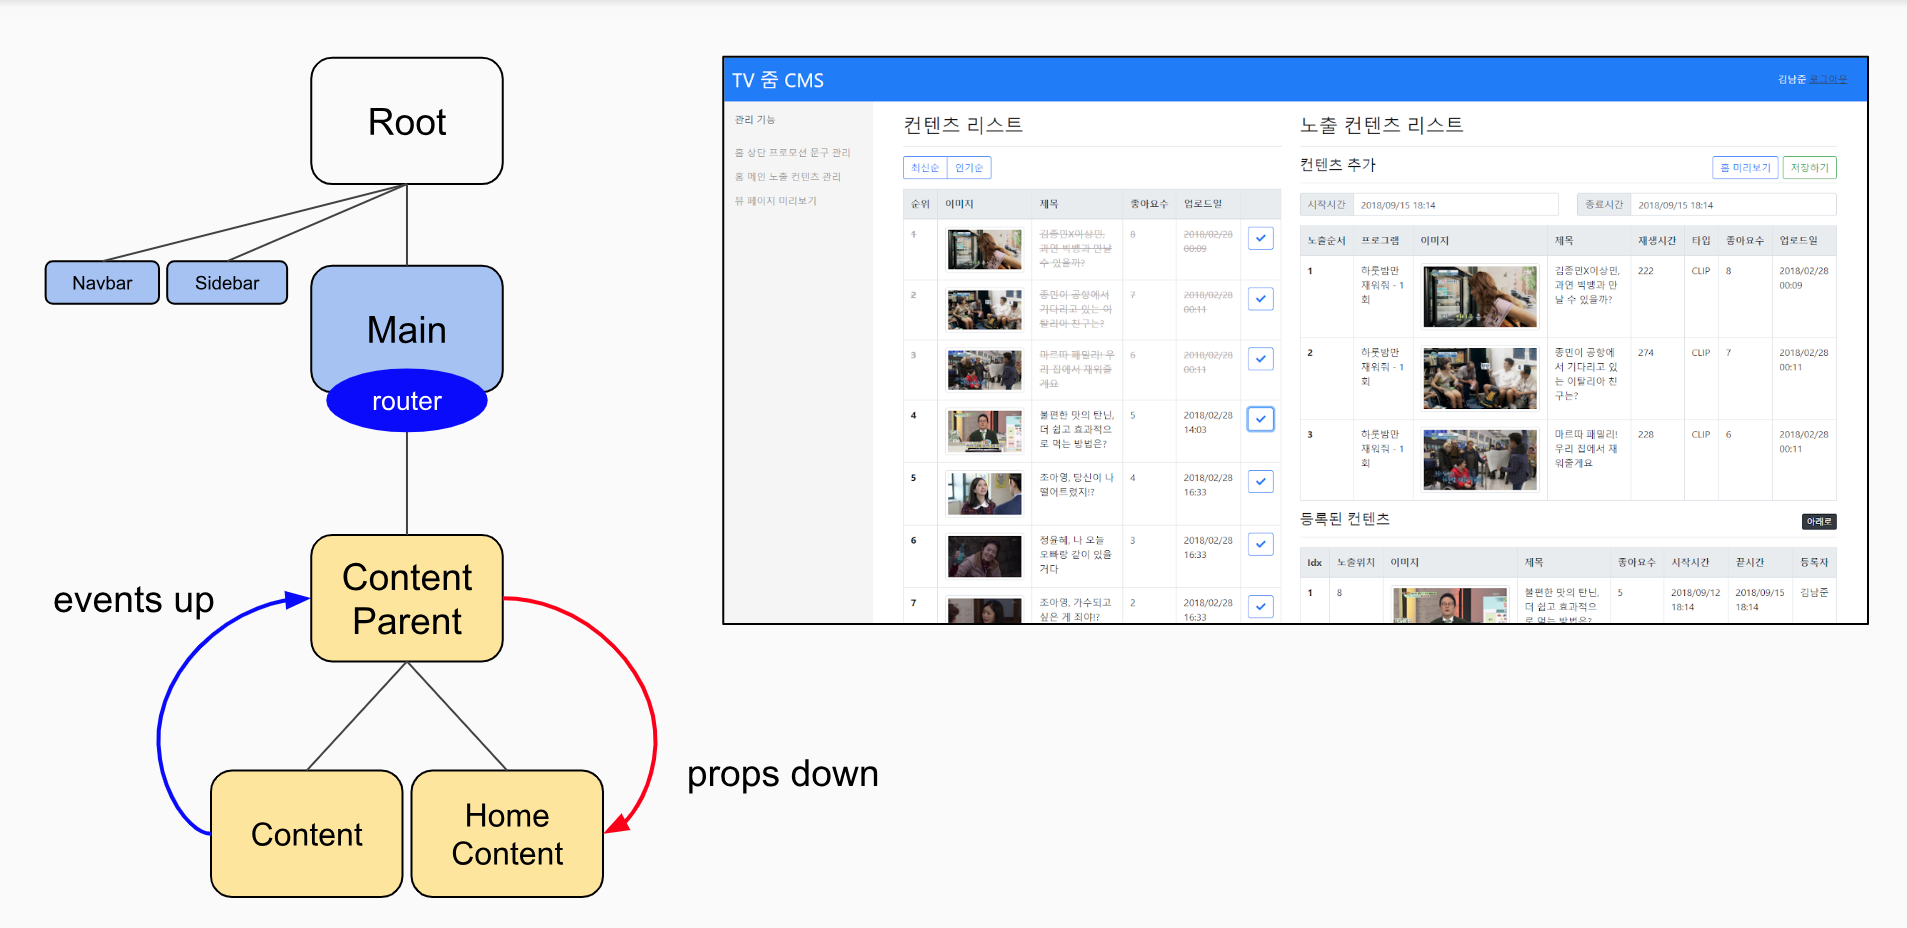 Root
Navbar
Sidebar
Main
router
Content
Parent
events up
props down
Content
Home
Content
TV 줌 CMS
김남준 로그아웃
관리 기능
홈 상단 프로모션 문구 관리
홈 메인 노출 컨텐츠 관리
뷰 페이지 미리보기
컨텐츠 리스트
최신순 인기순
순위 이미지 제목 좋아요수 업로드일
1 김종민X이상민, 8 2018/02/28
과연 빅뱅과 만날 00:09
수 있을까?
2 종민이 공항에서 7 2018/02/28
기다리고 있는 이 00:11
탈리아 친구는?
3 마르따 패밀리! 우 6 2018/02/28
리 집에서 재워줄 00:11
게요
4 불편한 맛의 탄닌, 5 2018/02/28
더 쉽고 효과적으 14:03
로 먹는 방법은?
5 조아영, 당신이 나 4 2018/02/28
떨어트렸지!? 16:33
6 정윤혜, 나 오늘 3 2018/02/28
오빠랑 같이 있을 16:33
거다
7 조아영, 가수되고 2 2018/02/28
싶은 게 죄야!? 16:33
노출 컨텐츠 리스트
컨텐츠 추가
홈 미리보기 저장하기
시작시간 2018/09/15 18:14 종료시간 2018/09/15 18:14
노출순서 프로그램 이미지 제목 재생시간 타입 좋아요수 업로드일
1 하룻밤만 김종민X이상민, 222 CLIP 8 2018/02/28
재워줘 - 1 과연 빅뱅과 만 00:09
회 날 수 있을까?
2 하룻밤만 종민이 공항에 274 CLIP 7 2018/02/28
재워줘 - 1 서 기다리고 있 00:11
회 는 이탈리아 친
구는?
3 하룻밤만 마르따 패밀리! 228 CLIP 6 2018/02/28
재워줘 - 1 우리 집에서 재 00:11
회 워줄게요
등록된 컨텐츠
아래로
Idx 노출위치 이미지 제목 좋아요수 시작시간 끝시간 등록자
1 8 불편한 맛의 탄닌, 5 2018/09/12 2018/09/15 김남준
더 쉽고 효과적으 18:14 18:14
로 먹는 방법은?